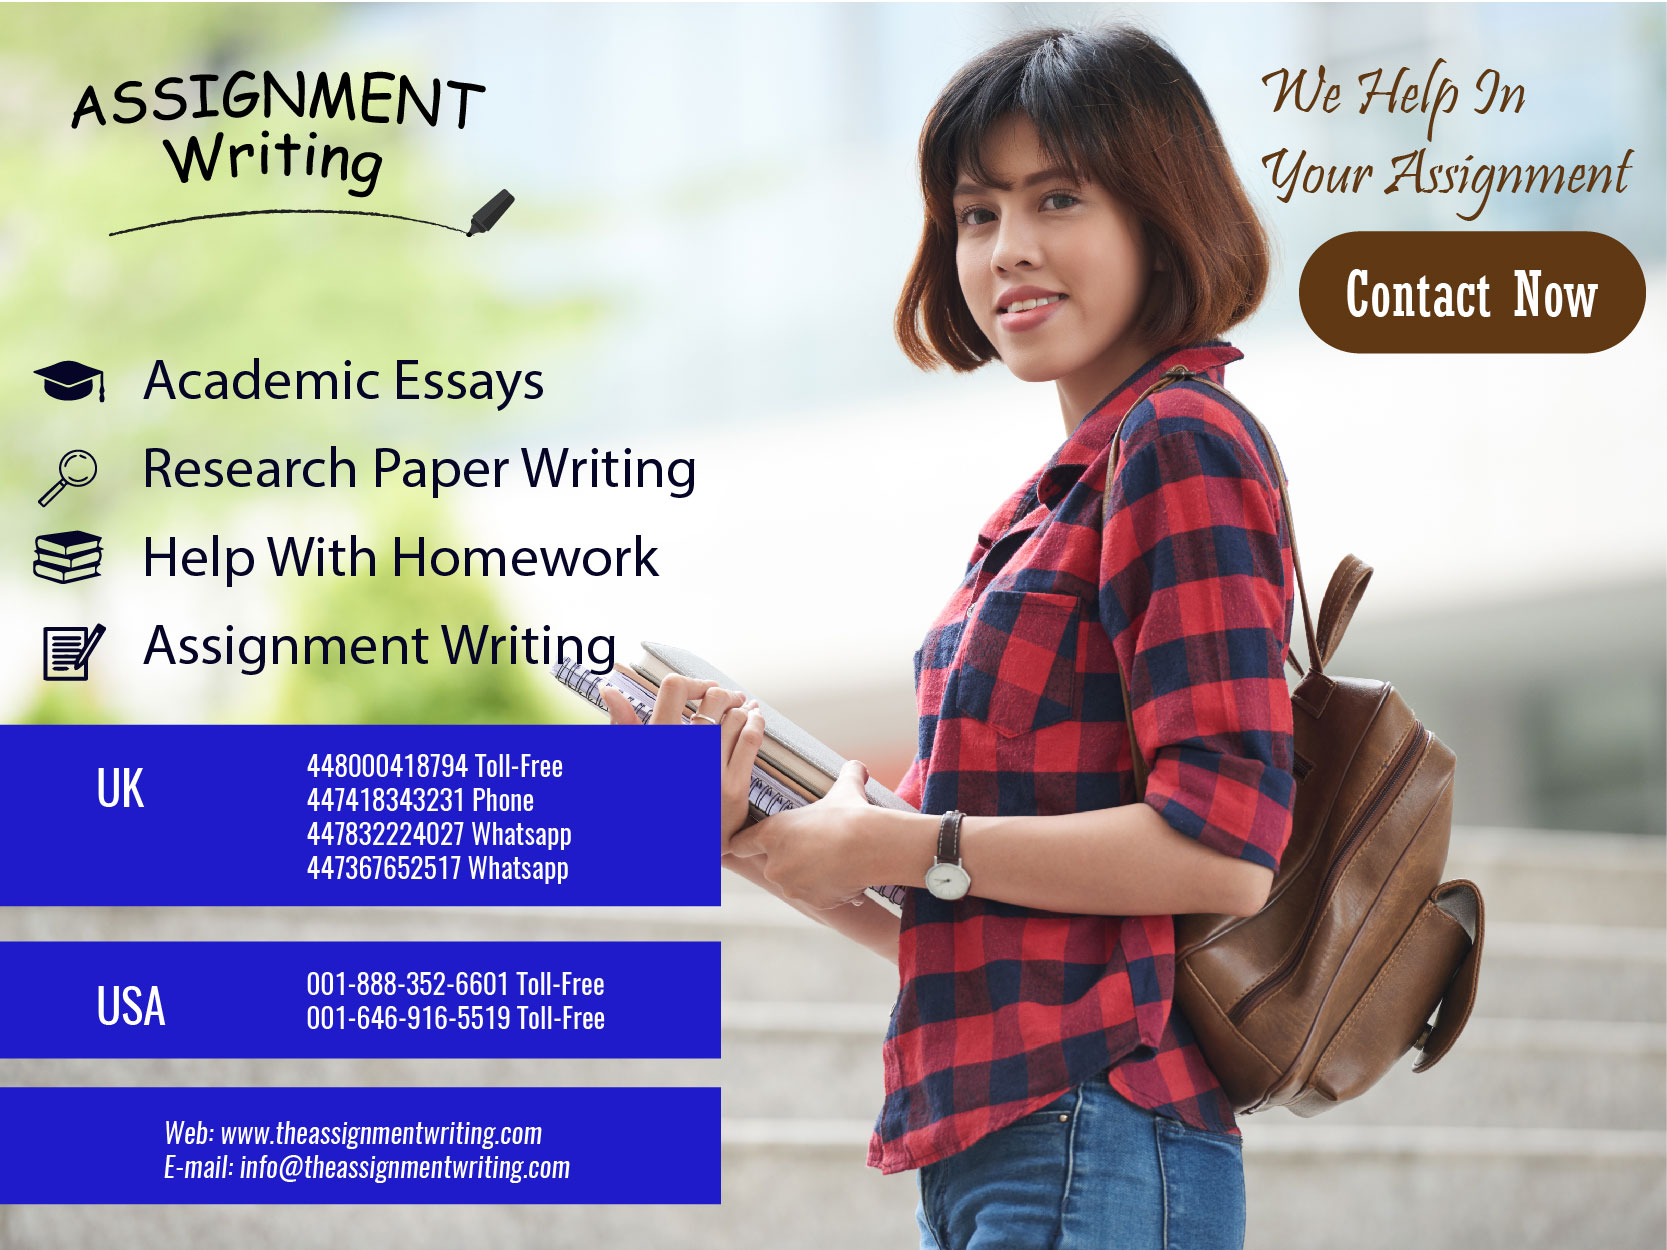 ASSIGNMENT
Writing
We Help In
Your Assignment
Contact Now
Academic Essays
Research Paper Writing
Help With Homework
Assignment Writing
UK
448000418794 Toll-Free
447418343231 Phone
447832224027 Whatsapp
447367652517 Whatsapp
USA
001-888-352-6601 Toll-Free
001-646-916-5519 Toll-Free
Web: www.theassignmentwriting.com
E-mail: info@theassignmentwriting.com